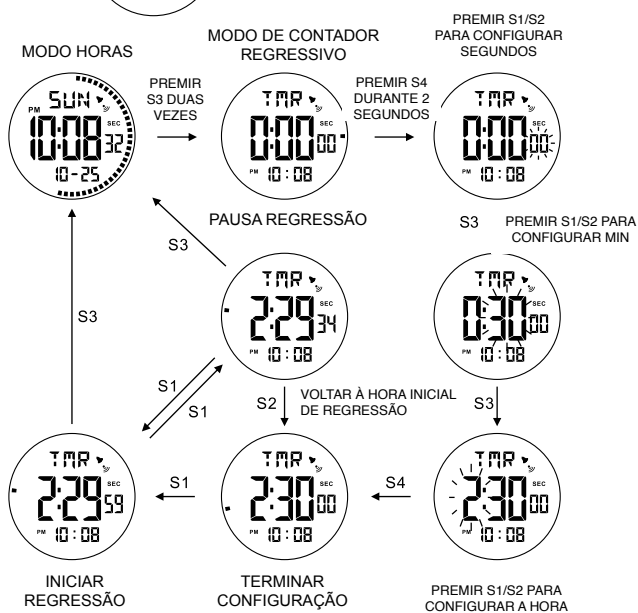 MODO HORAS
MODO DE CONTADOR
REGRESSIVO
PREMIR S1/S2
PARA CONFIGURAR
SEGUNDOS
SUN
PM
10:08
SEC
32
10-25
PREMIR
S3 DUAS
VEZES
TMR
0:00
SEC
00
PM 10:08
PREMIR S4
DURANTE 2
SEGUNDOS
TMR
0:00
SEC
00
PM 10:08
S3
PAUSA REGRESSÃO
TMR
2:29
SEC
34
PM 10:08
S3
PREMIR S1/S2 PARA
CONFIGURAR MIN
TMR
0:30
SEC
00
PM 10:08
S3
S1
S1
S2
VOLTAR À HORA INICIAL
DE REGRESSÃO
S3
TMR
2:29
SEC
59
PM 10:08
S1
TMR
2:30
SEC
00
PM 10:08
S4
TMR
2:30
SEC
00
PM 10:08
INICIAR
REGRESSÃO
TERMINAR
CONFIGURAÇÃO
PREMIR S1/S2 PARA
CONFIGURAR A HORA